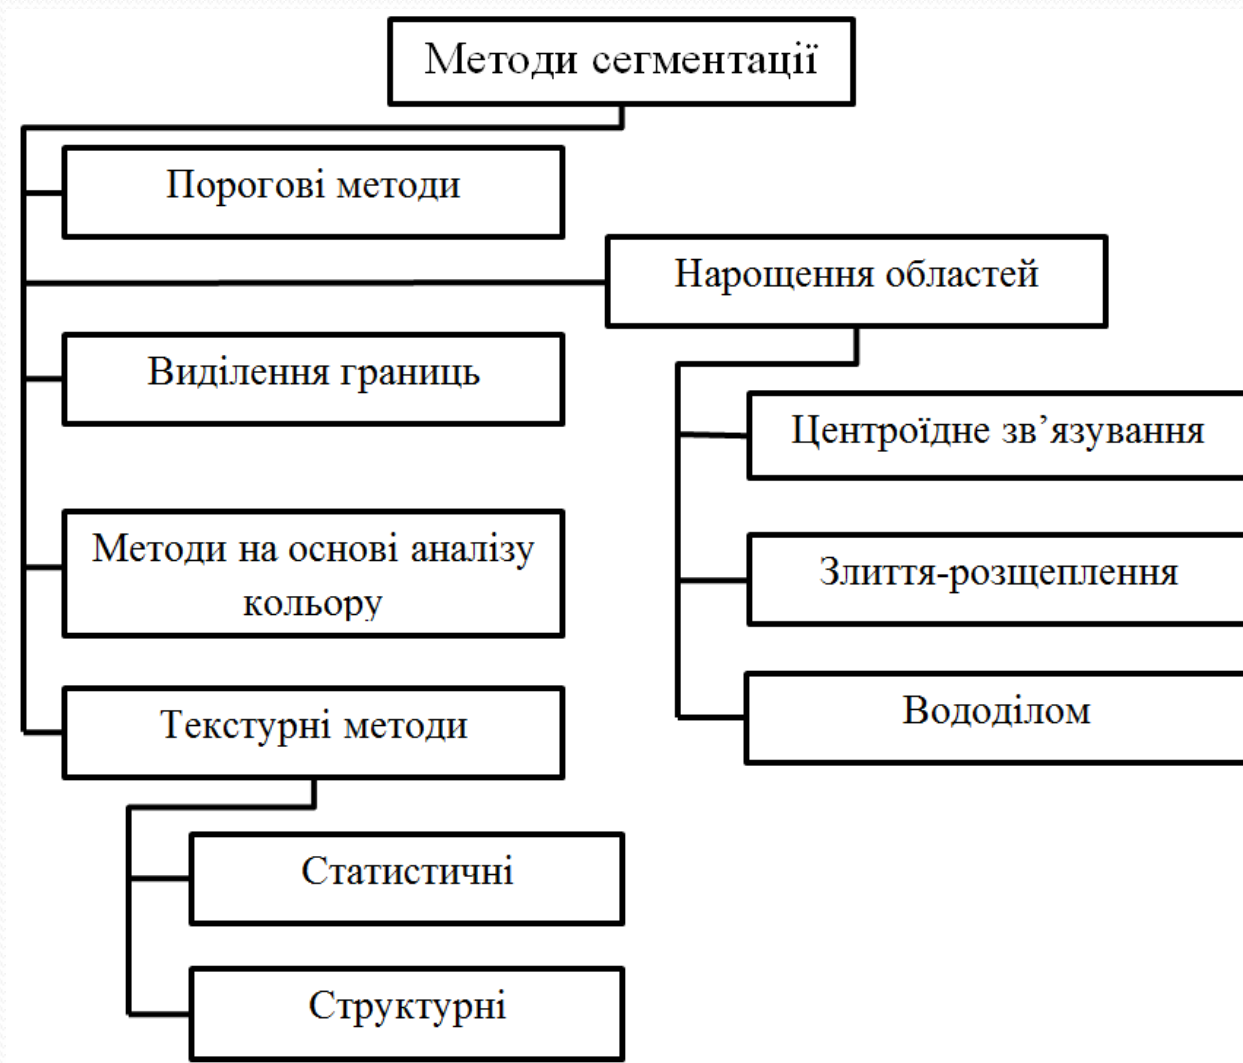 Методи сегментації
Порогові методи
Нарощення областей
Виділення границь
Центроїдне зв’язування
Методи на основі аналізу
кольору
Злиття-розщеплення
Текстурні методи
Вододілом
Статистичні
Структурні